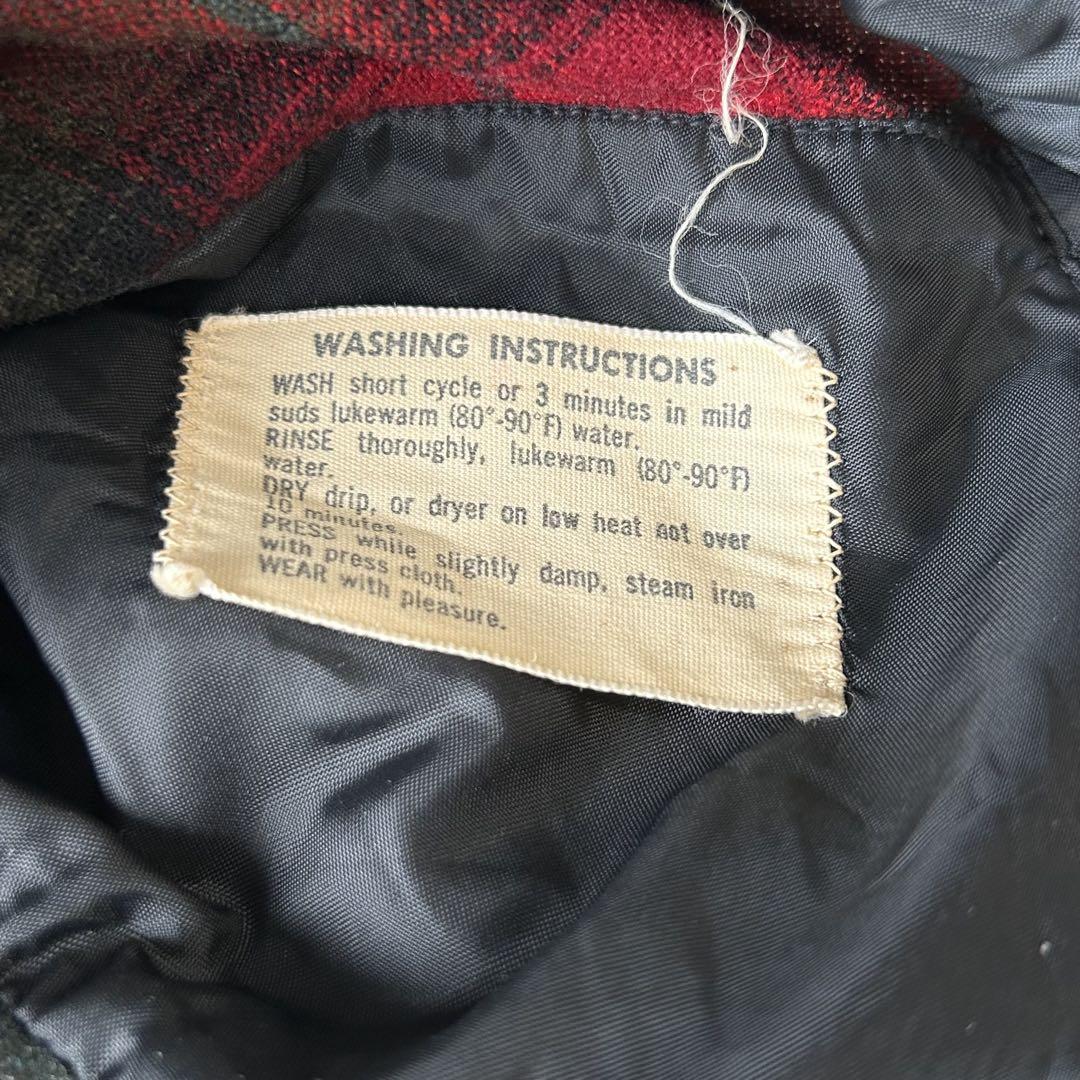 WASHING INSTRUCTIONS
WASH short cycle or 3 minutes in mild
suds lukewarm (80°-90°F) water.
RINSE thoroughly, lukewarm (80°-90°F)
water.
DRY drip, or dryer on low heat not over
10 minutes.
PRESS while slightly damp, steam iron
with press cloth.
WEAR with pleasure.